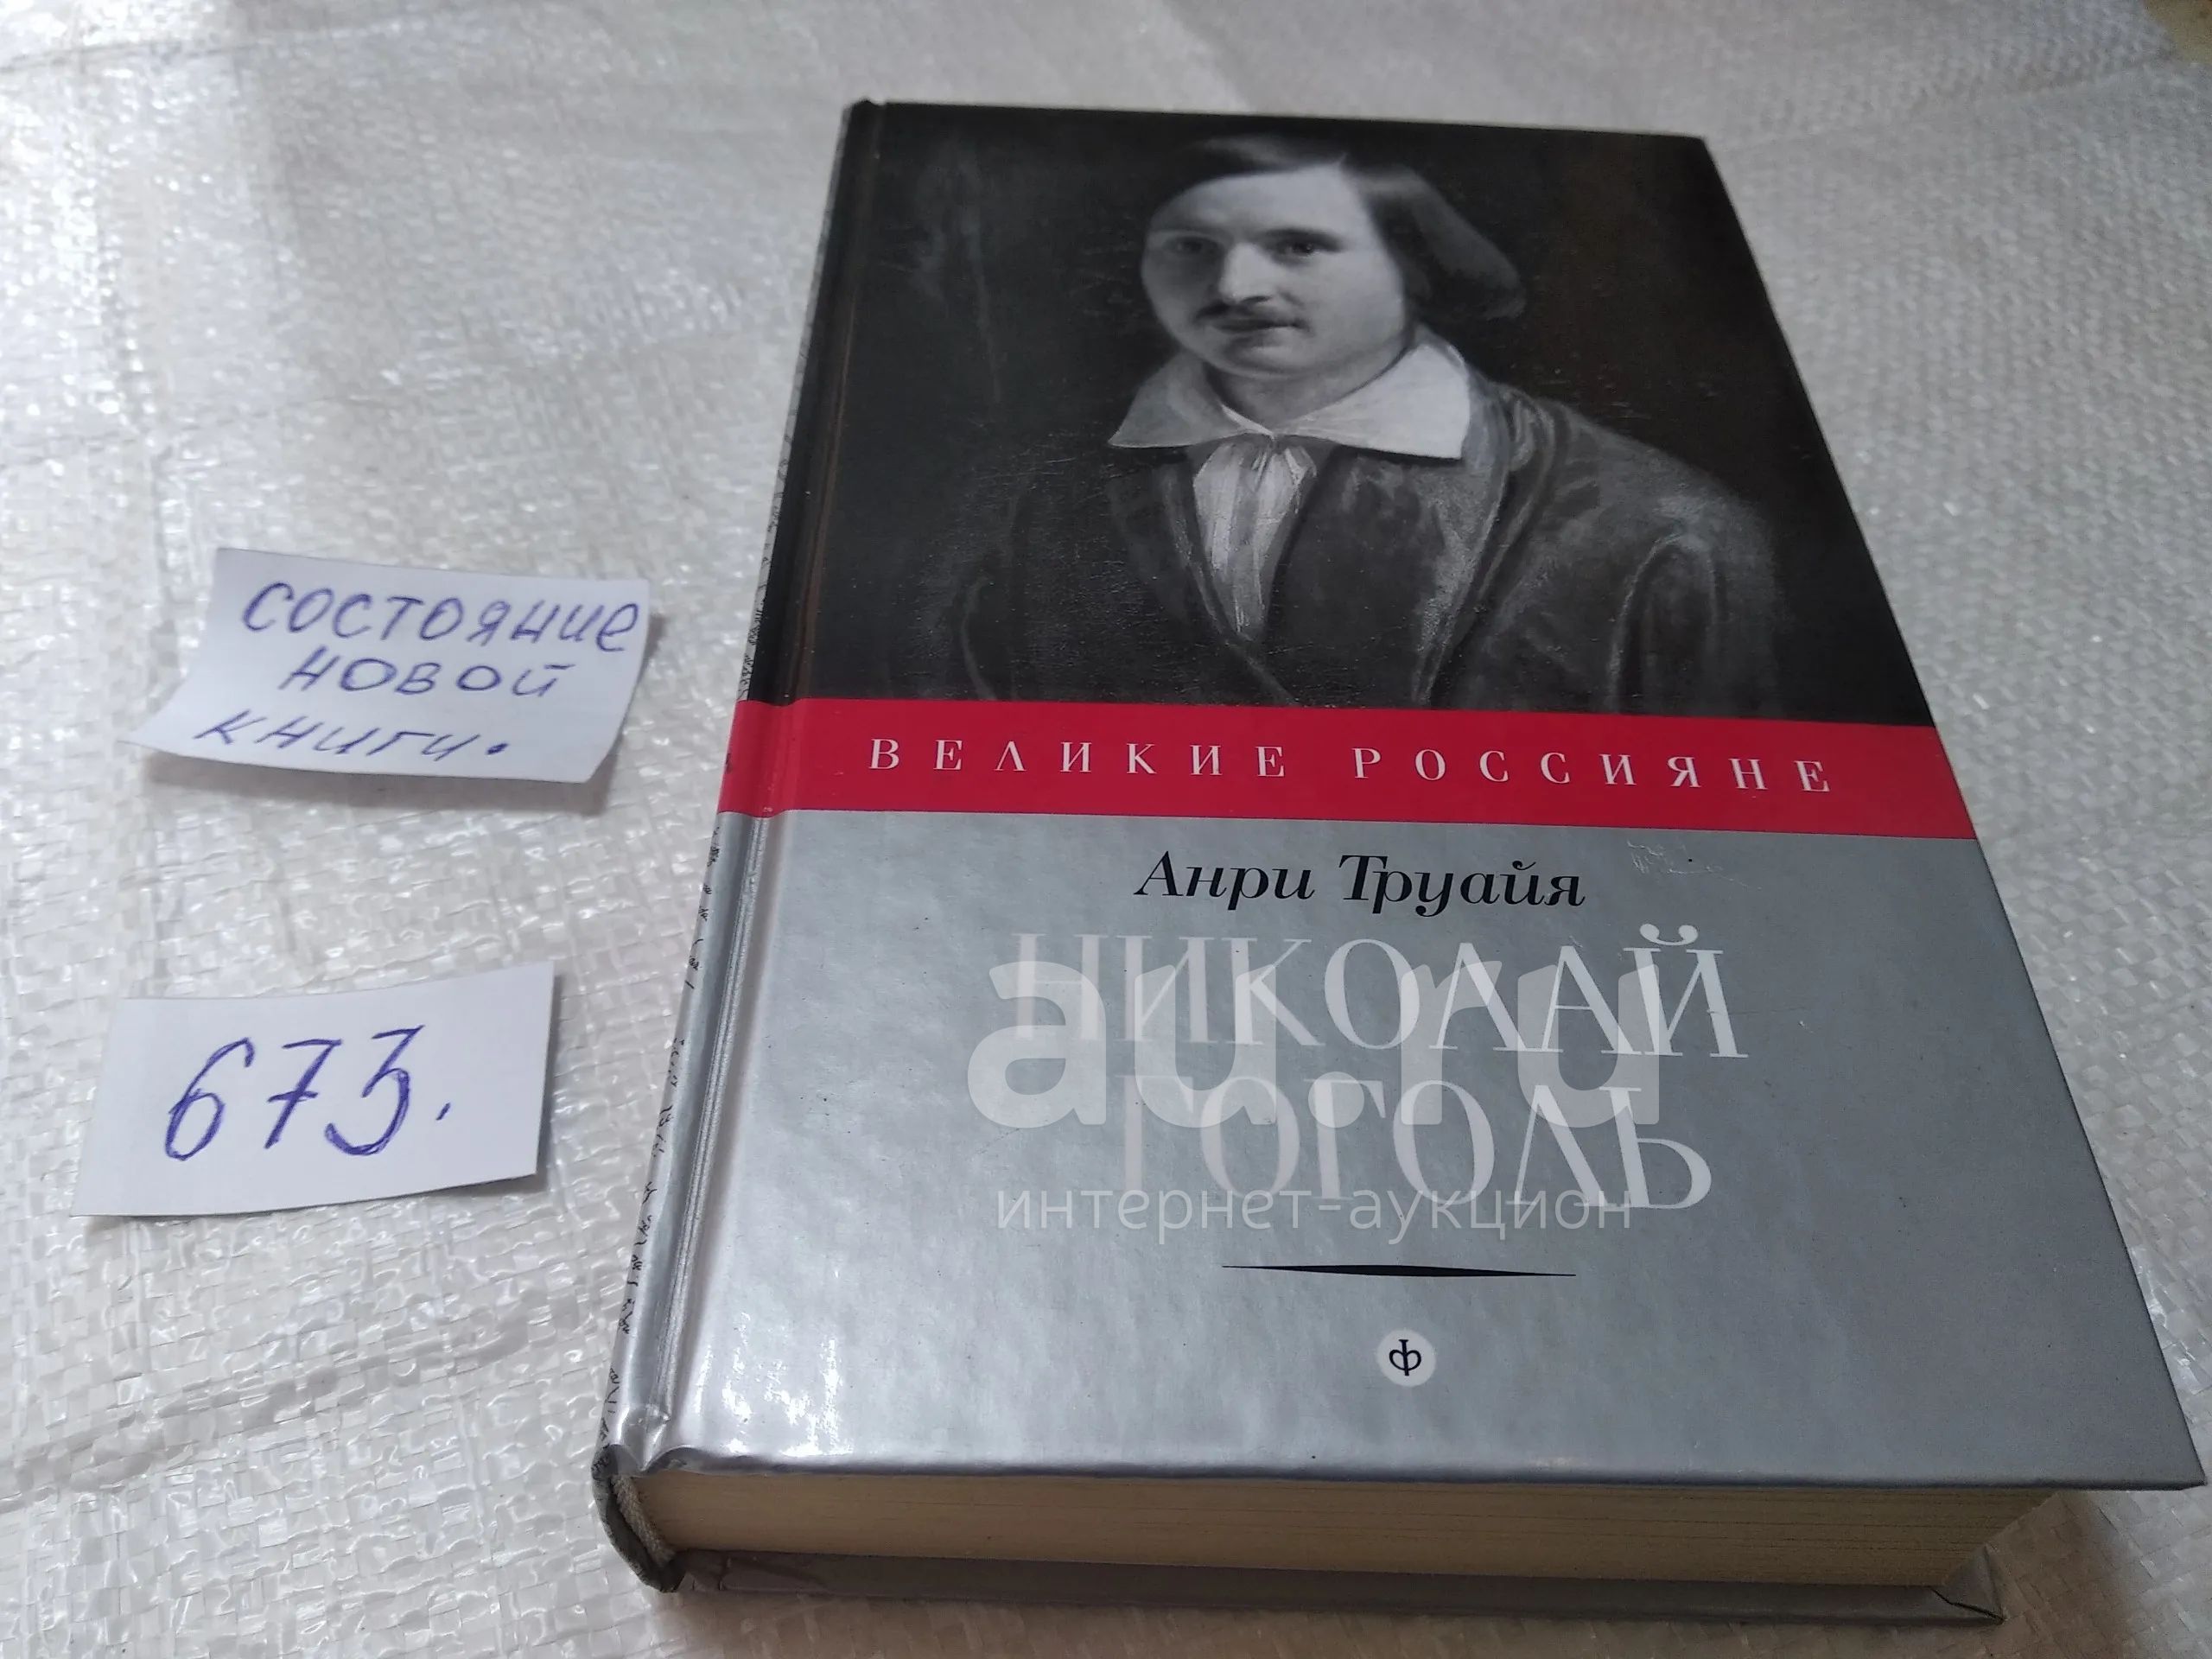 СОСТОЯНИЕ
НОВОЙ
КНИГИ.
673.
ВЕЛИКИЕ РОССИЯНЕ
Анри Труайя
НИКОЛАЙ
ГОГОЛЬ
au.ru
интернет-аукцион
ф